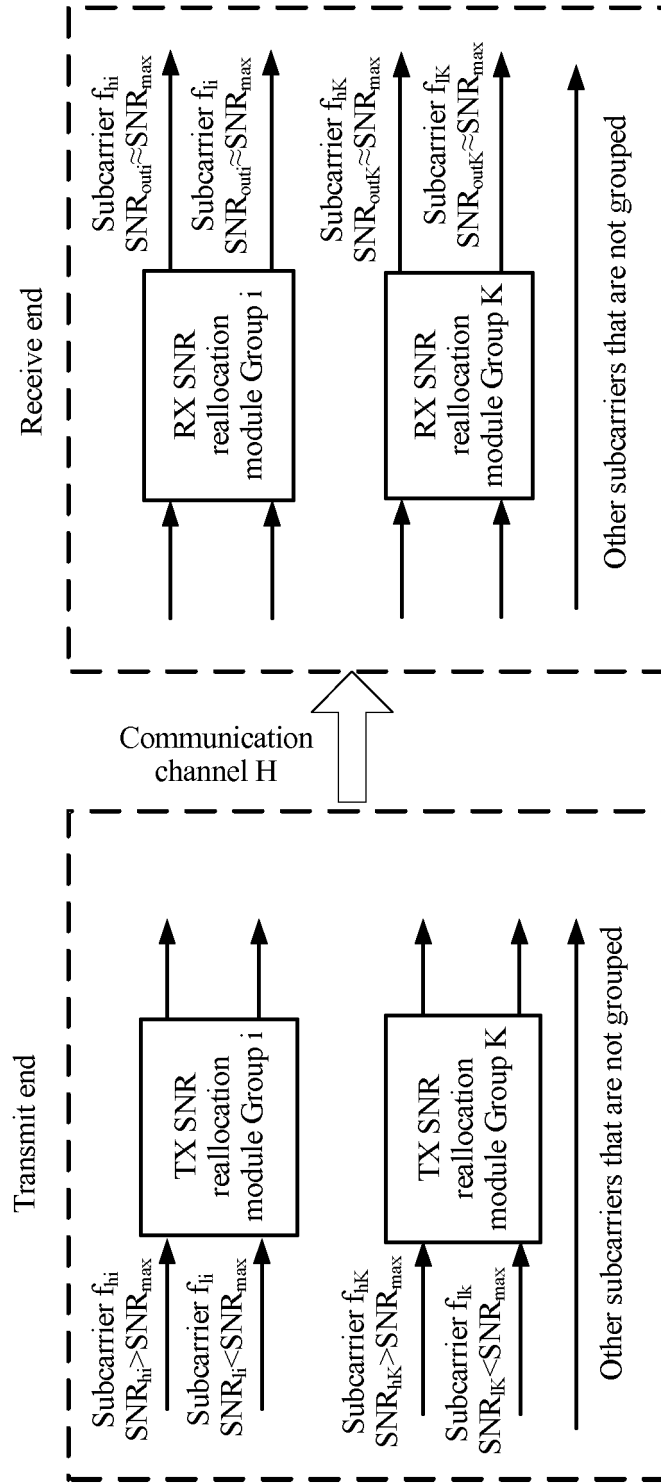 Transmit end
Subcarrier f_hi
SNR_hi>SNR_max
Subcarrier f_li
SNR_li<SNR_max
TX SNR
reallocation
module Group i
Subcarrier f_hK
SNR_hK>SNR_max
Subcarrier f_lk
SNR_lK<SNR_max
TX SNR
reallocation
module Group K
Other subcarriers that are not grouped
Communication
channel H
Receive end
RX SNR
reallocation
module Group i
Subcarrier f_hi
SNR_outi≈SNR_max
Subcarrier f_li
SNR_outi≈SNR_max
RX SNR
reallocation
module Group K
Subcarrier f_hK
SNR_outK≈SNR_max
Subcarrier f_lK
SNR_outK≈SNR_max
Other subcarriers that are not grouped